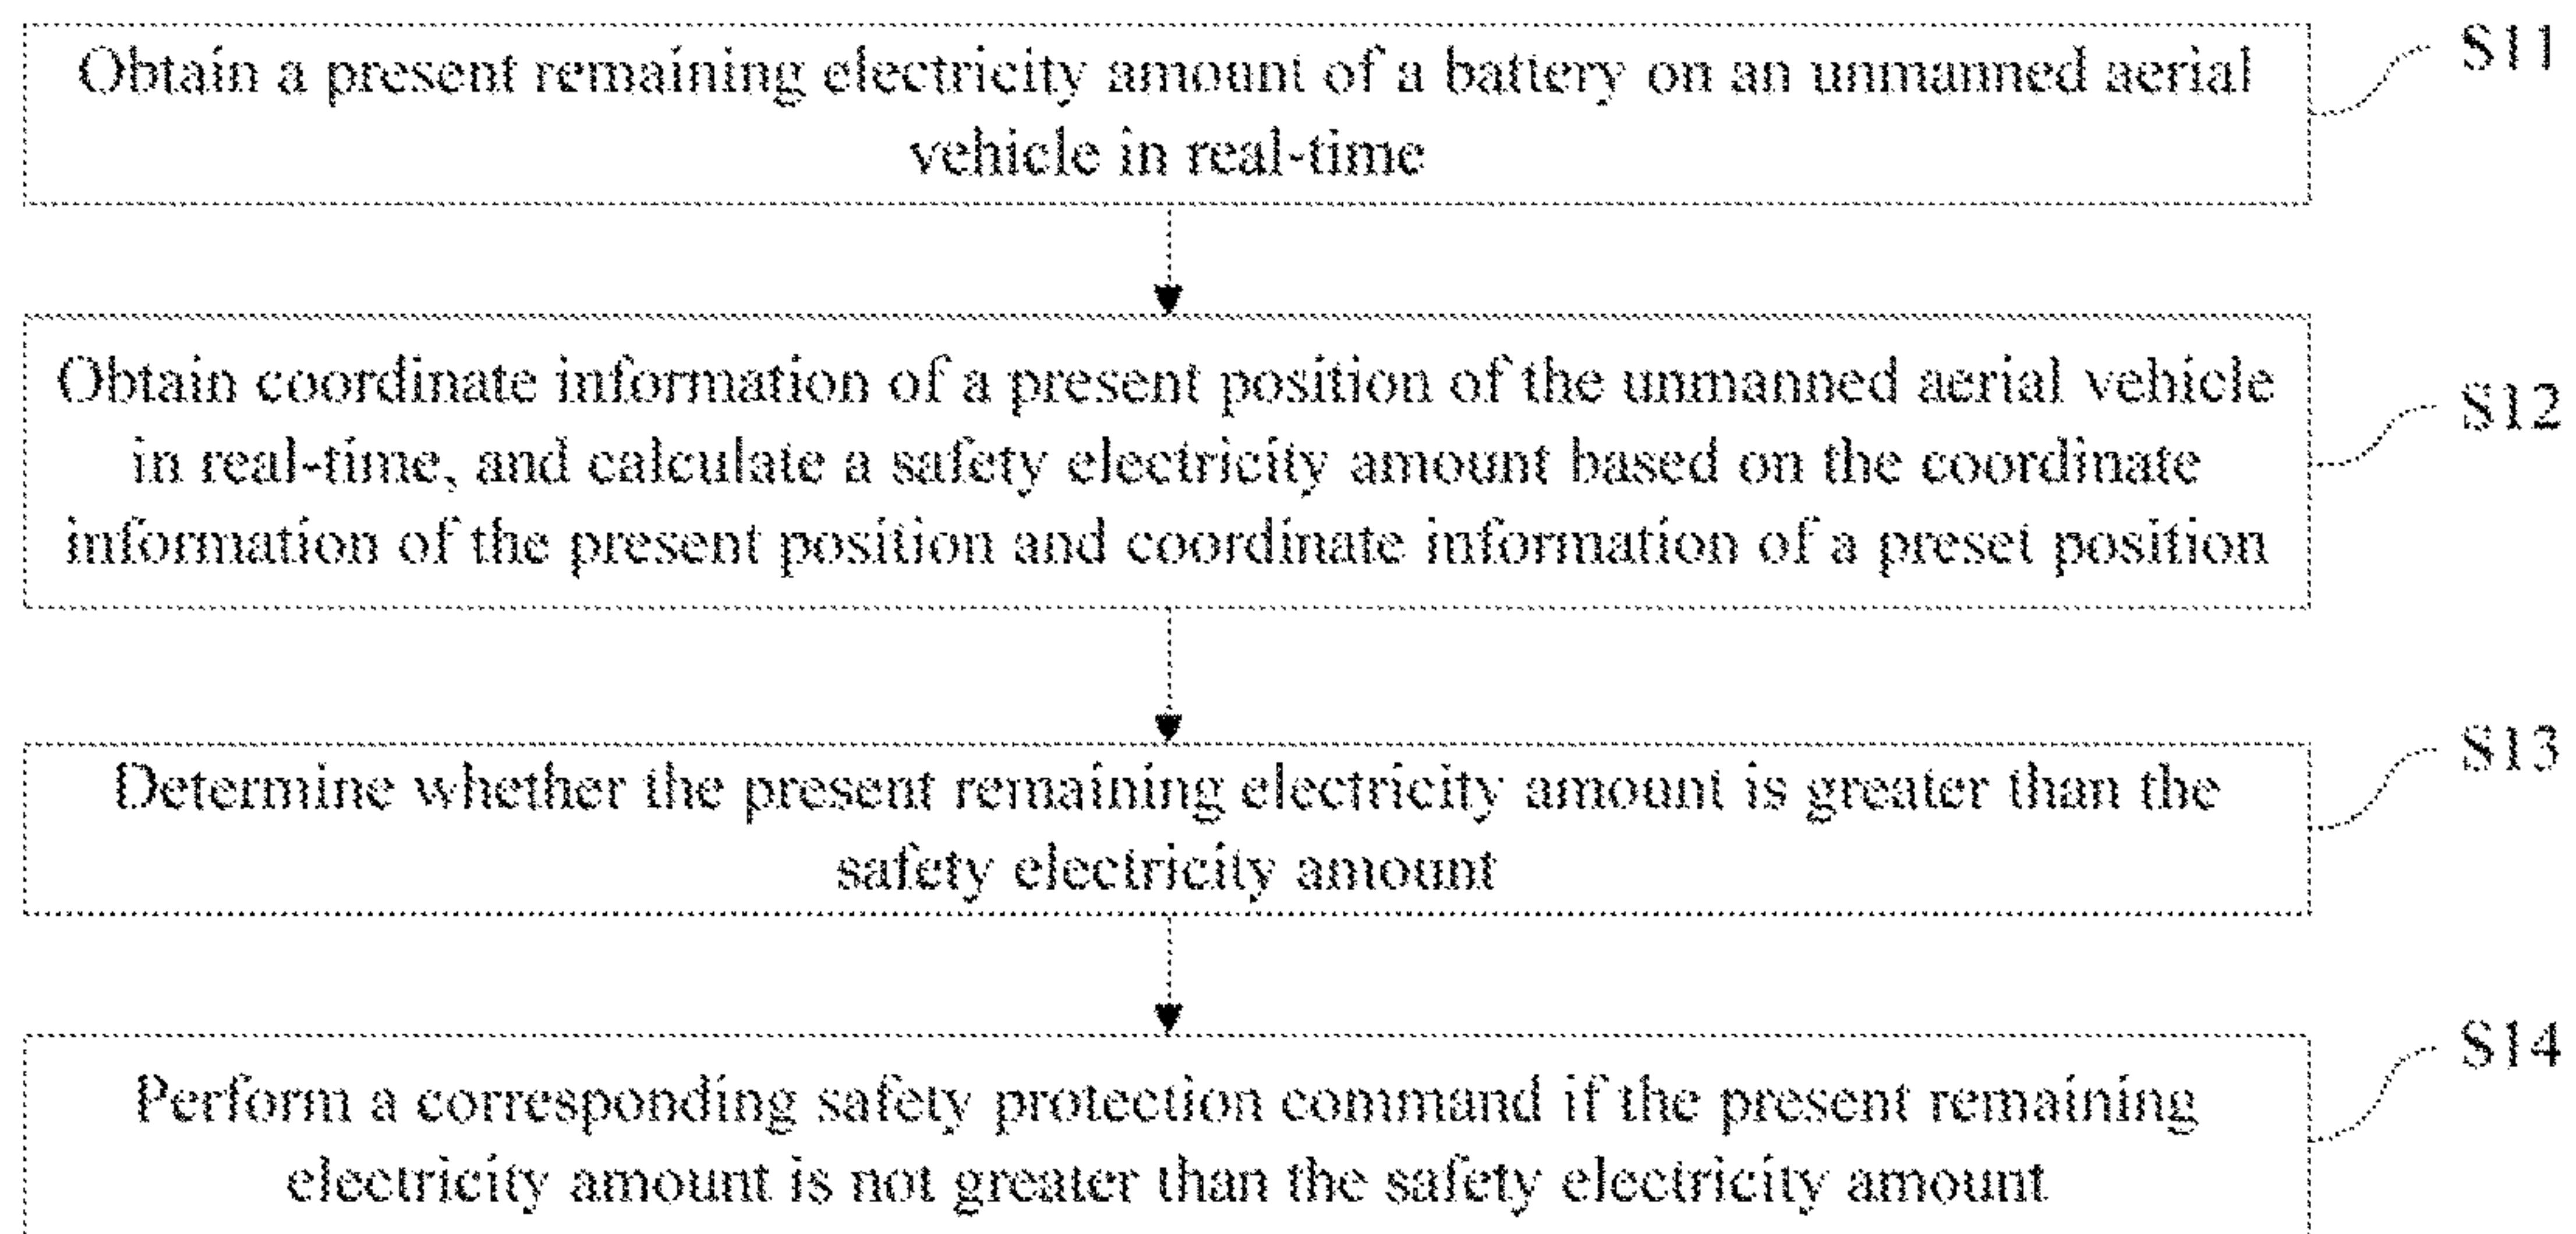 Obtain a present remaining electricity amount of a battery on an unmanned aerial
vehicle in real-time
S11
Obtain coordinate information of a present position of the unmanned aerial vehicle
in real-time, and calculate a safety electricity amount based on the coordinate
information of the present position and coordinate information of a preset position
S12
Determine whether the present remaining electricity amount is greater than the
safety electricity amount
S13
Perform a corresponding safety protection command if the present remaining
electricity amount is not greater than the safety electricity amount
S14